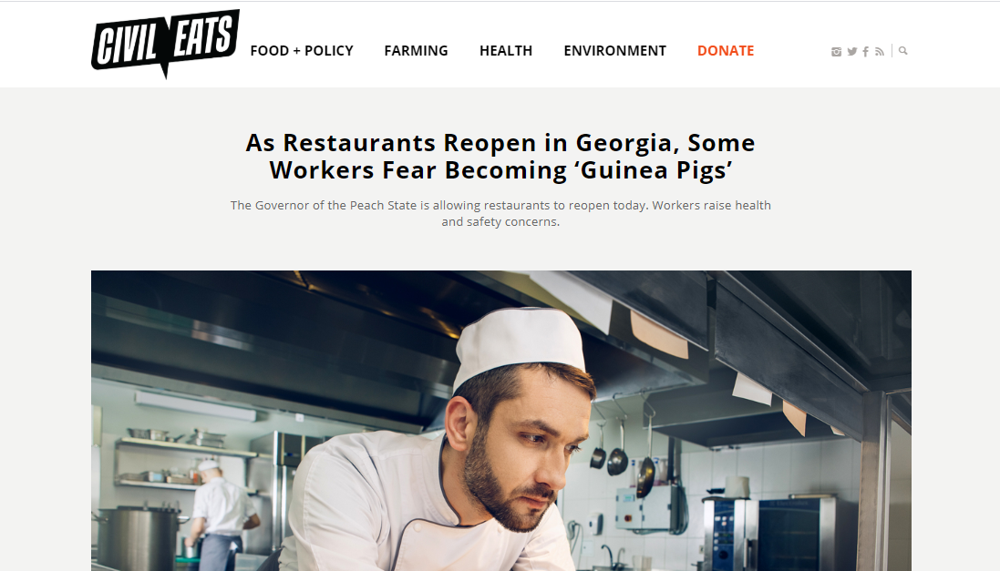 CIVIL EATS
FOOD + POLICY FARMING HEALTH ENVIRONMENT DONATE
As Restaurants Reopen in Georgia, Some
Workers Fear Becoming ‘Guinea Pigs’
The Governor of the Peach State is allowing restaurants to reopen today. Workers raise health
and safety concerns.